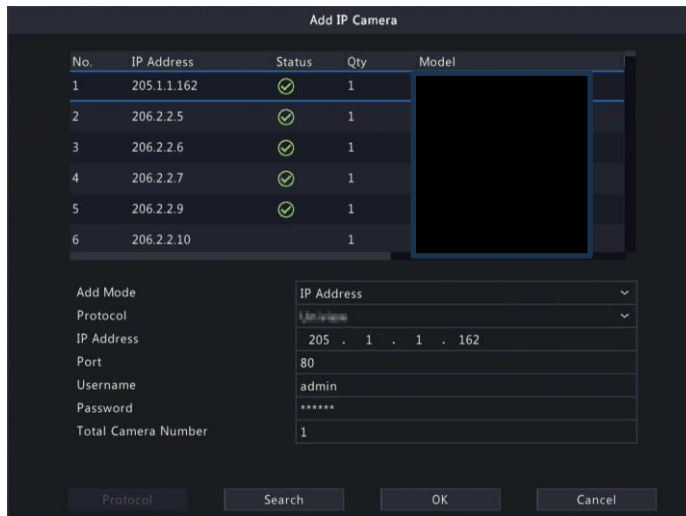 Add IP Camera
No. IP Address Status Qty Model
1 205.1.1.162 1
2 206.2.2.5 1
3 206.2.2.6 1
4 206.2.2.7 1
5 206.2.2.9 1
6 206.2.2.10 1
Add Mode IP Address
Protocol
IP Address 205 . 1 . 1 . 162
Port 80
Username admin
Password ******
Total Camera Number 1
Protocol Search OK Cancel